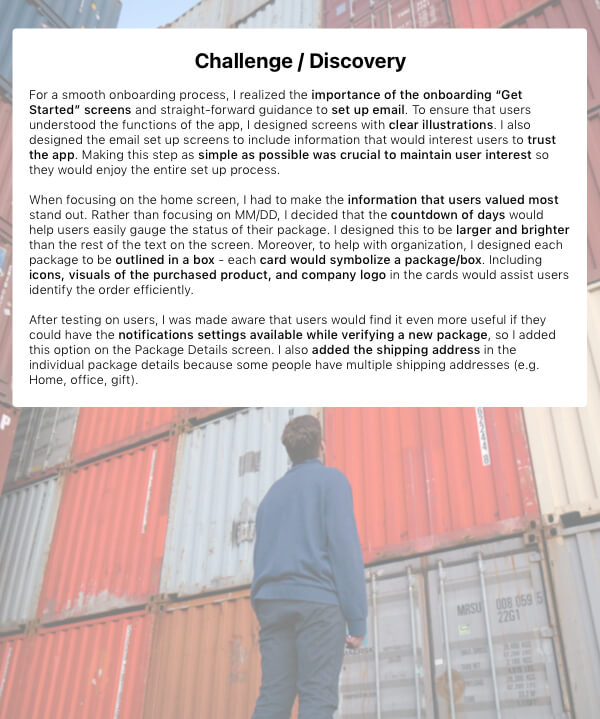 Challenge / Discovery
For a smooth onboarding process, I realized the importance of the onboarding “Get
Started” screens and straight-forward guidance to set up email. To ensure that users
understood the functions of the app, I designed screens with clear illustrations. I also
designed the email set up screens to include information that would interest users to trust
the app. Making this step as simple as possible was crucial to maintain user interest so
they would enjoy the entire set up process.
When focusing on the home screen, I had to make the information that users valued most
stand out. Rather than focusing on MM/DD, I decided that the countdown of days would
help users easily gauge the status of their package. I designed this to be larger and brighter
than the rest of the text on the screen. Moreover, to help with organization, I designed each
package to be outlined in a box - each card would symbolize a package/box. Including
icons, visuals of the purchased product, and company logo in the cards would assist users
identify the order efficiently.
After testing on users, I was made aware that users would find it even more useful if they
could have the notifications settings available while verifying a new package, so I added
this option on the Package Details screen. I also added the shipping address in the
individual package details because some people have multiple shipping addresses (e.g.
Home, office, gift).
MRSU 008 059 5
22G1